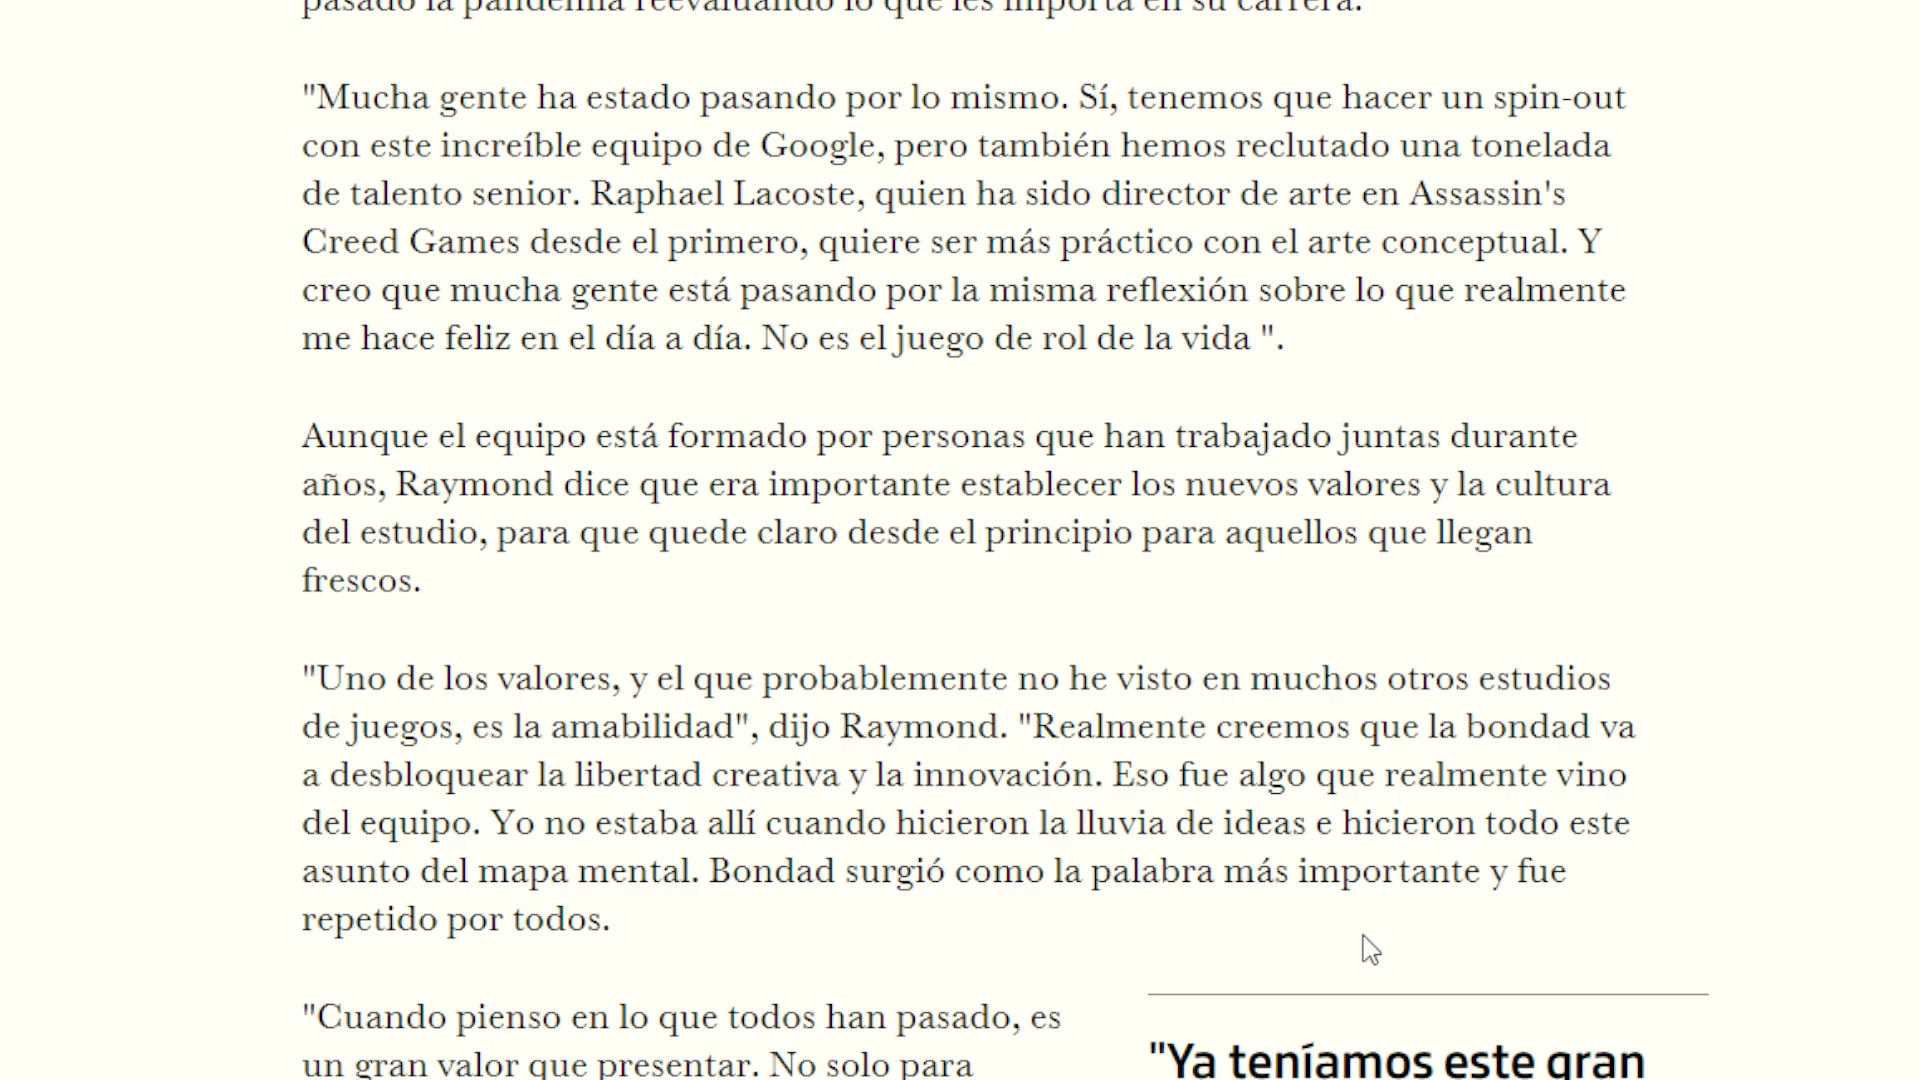 pasado la pandemia reevaluando lo que les importa en su carrera.
"Mucha gente ha estado pasando por lo mismo. Sí, tenemos que hacer un spin-out
con este increíble equipo de Google, pero también hemos reclutado una tonelada
de talento senior. Raphael Lacoste, quien ha sido director de arte en Assassin's
Creed Games desde el primero, quiere ser más práctico con el arte conceptual. Y
creo que mucha gente está pasando por la misma reflexión sobre lo que realmente
me hace feliz en el día a día. No es el juego de rol de la vida ".
Aunque el equipo está formado por personas que han trabajado juntas durante
años, Raymond dice que era importante establecer los nuevos valores y la cultura
del estudio, para que quede claro desde el principio para aquellos que llegan
frescos.
"Uno de los valores, y el que probablemente no he visto en muchos otros estudios
de juegos, es la amabilidad", dijo Raymond. "Realmente creemos que la bondad va
a desbloquear la libertad creativa y la innovación. Eso fue algo que realmente vino
del equipo. Yo no estaba allí cuando hicieron la lluvia de ideas e hicieron todo este
asunto del mapa mental. Bondad surgió como la palabra más importante y fue
repetido por todos.
"Cuando pienso en lo que todos han pasado, es
un gran valor que presentar. No solo para
"Ya teníamos este gran